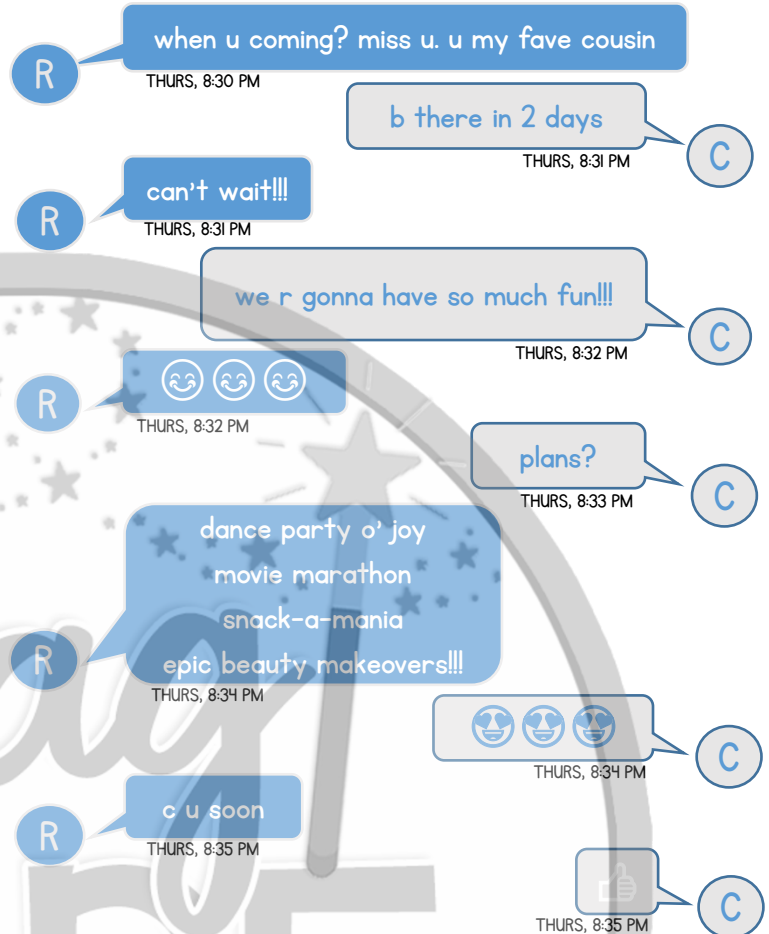 when u coming? miss u. u my fave cousin
R
THURS, 8:30 PM
b there in 2 days
C
THURS, 8:31 PM
can't wait!!!
R
THURS, 8:31 PM
we r gonna have so much fun!!!
C
THURS, 8:32 PM
R
THURS, 8:32 PM
plans?
C
THURS, 8:33 PM
dance party o' joy
movie marathon
snack-a-mania
epic beauty makeovers!!!
R
THURS, 8:34 PM
C
THURS, 8:34 PM
c u soon
R
THURS, 8:35 PM
C
THURS, 8:35 PM